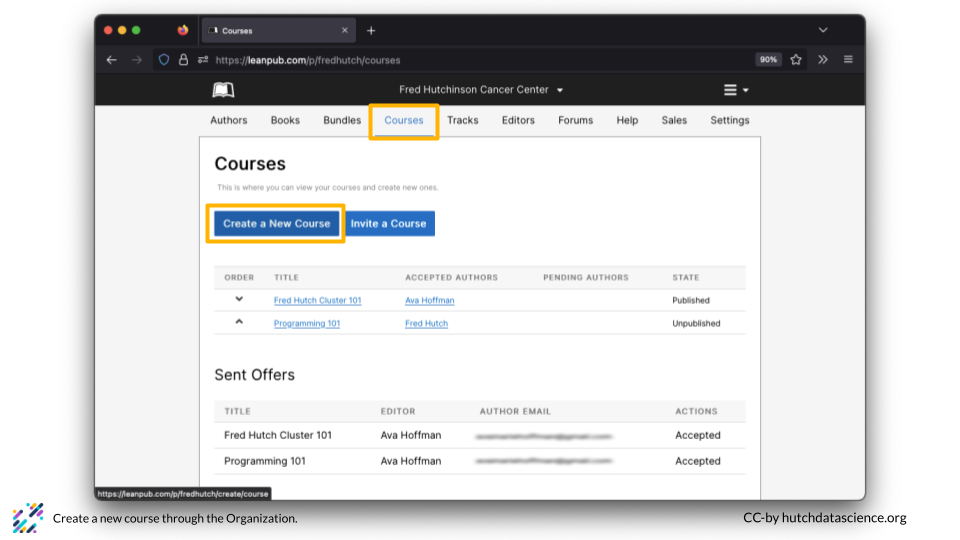 Courses
https://leanpub.com/p/fredhutch/courses
90%
Fred Hutchinson Cancer Center
Authors Books Bundles Courses Tracks Editors Forums Help Sales Settings
Courses
This is where you can view your courses and create new ones.
Create a New Course Invite a Course
ORDER TITLE ACCEPTED AUTHORS PENDING AUTHORS STATE
Fred Hutch Cluster 101 Ava Hoffman Published
Programming 101 Fred Hutch Unpublished
Sent Offers
TITLE EDITOR AUTHOR EMAIL ACTIONS
Fred Hutch Cluster 101 Ava Hoffman Accepted
Programming 101 Ava Hoffman Accepted
https://leanpub.com/p/fredhutch/create/course
Create a new course through the Organization.
CC-by hutchdatascience.org